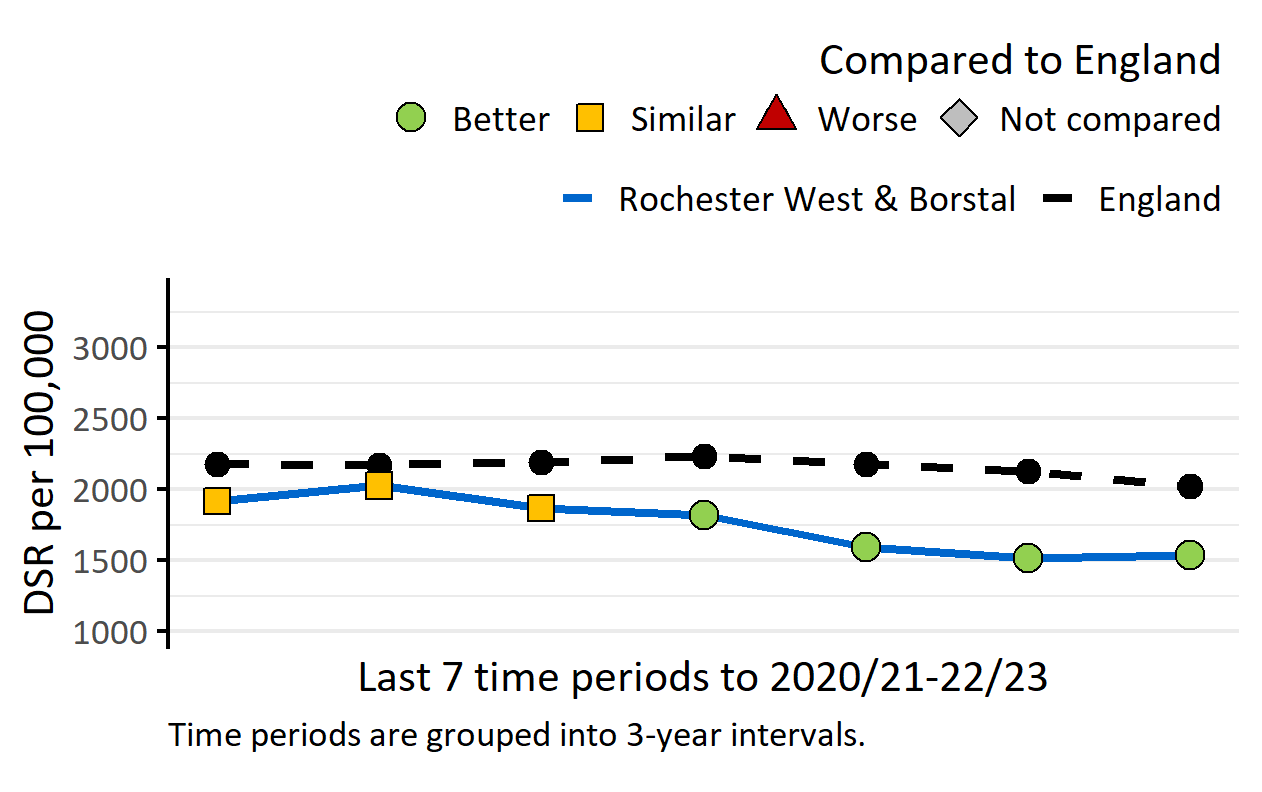 Compared to England
Better Similar Worse Not compared
Rochester West & Borstal England
DSR per 100,000
3000
2500
2000
1500
1000
Last 7 time periods to 2020/21-22/23
Time periods are grouped into 3-year intervals.